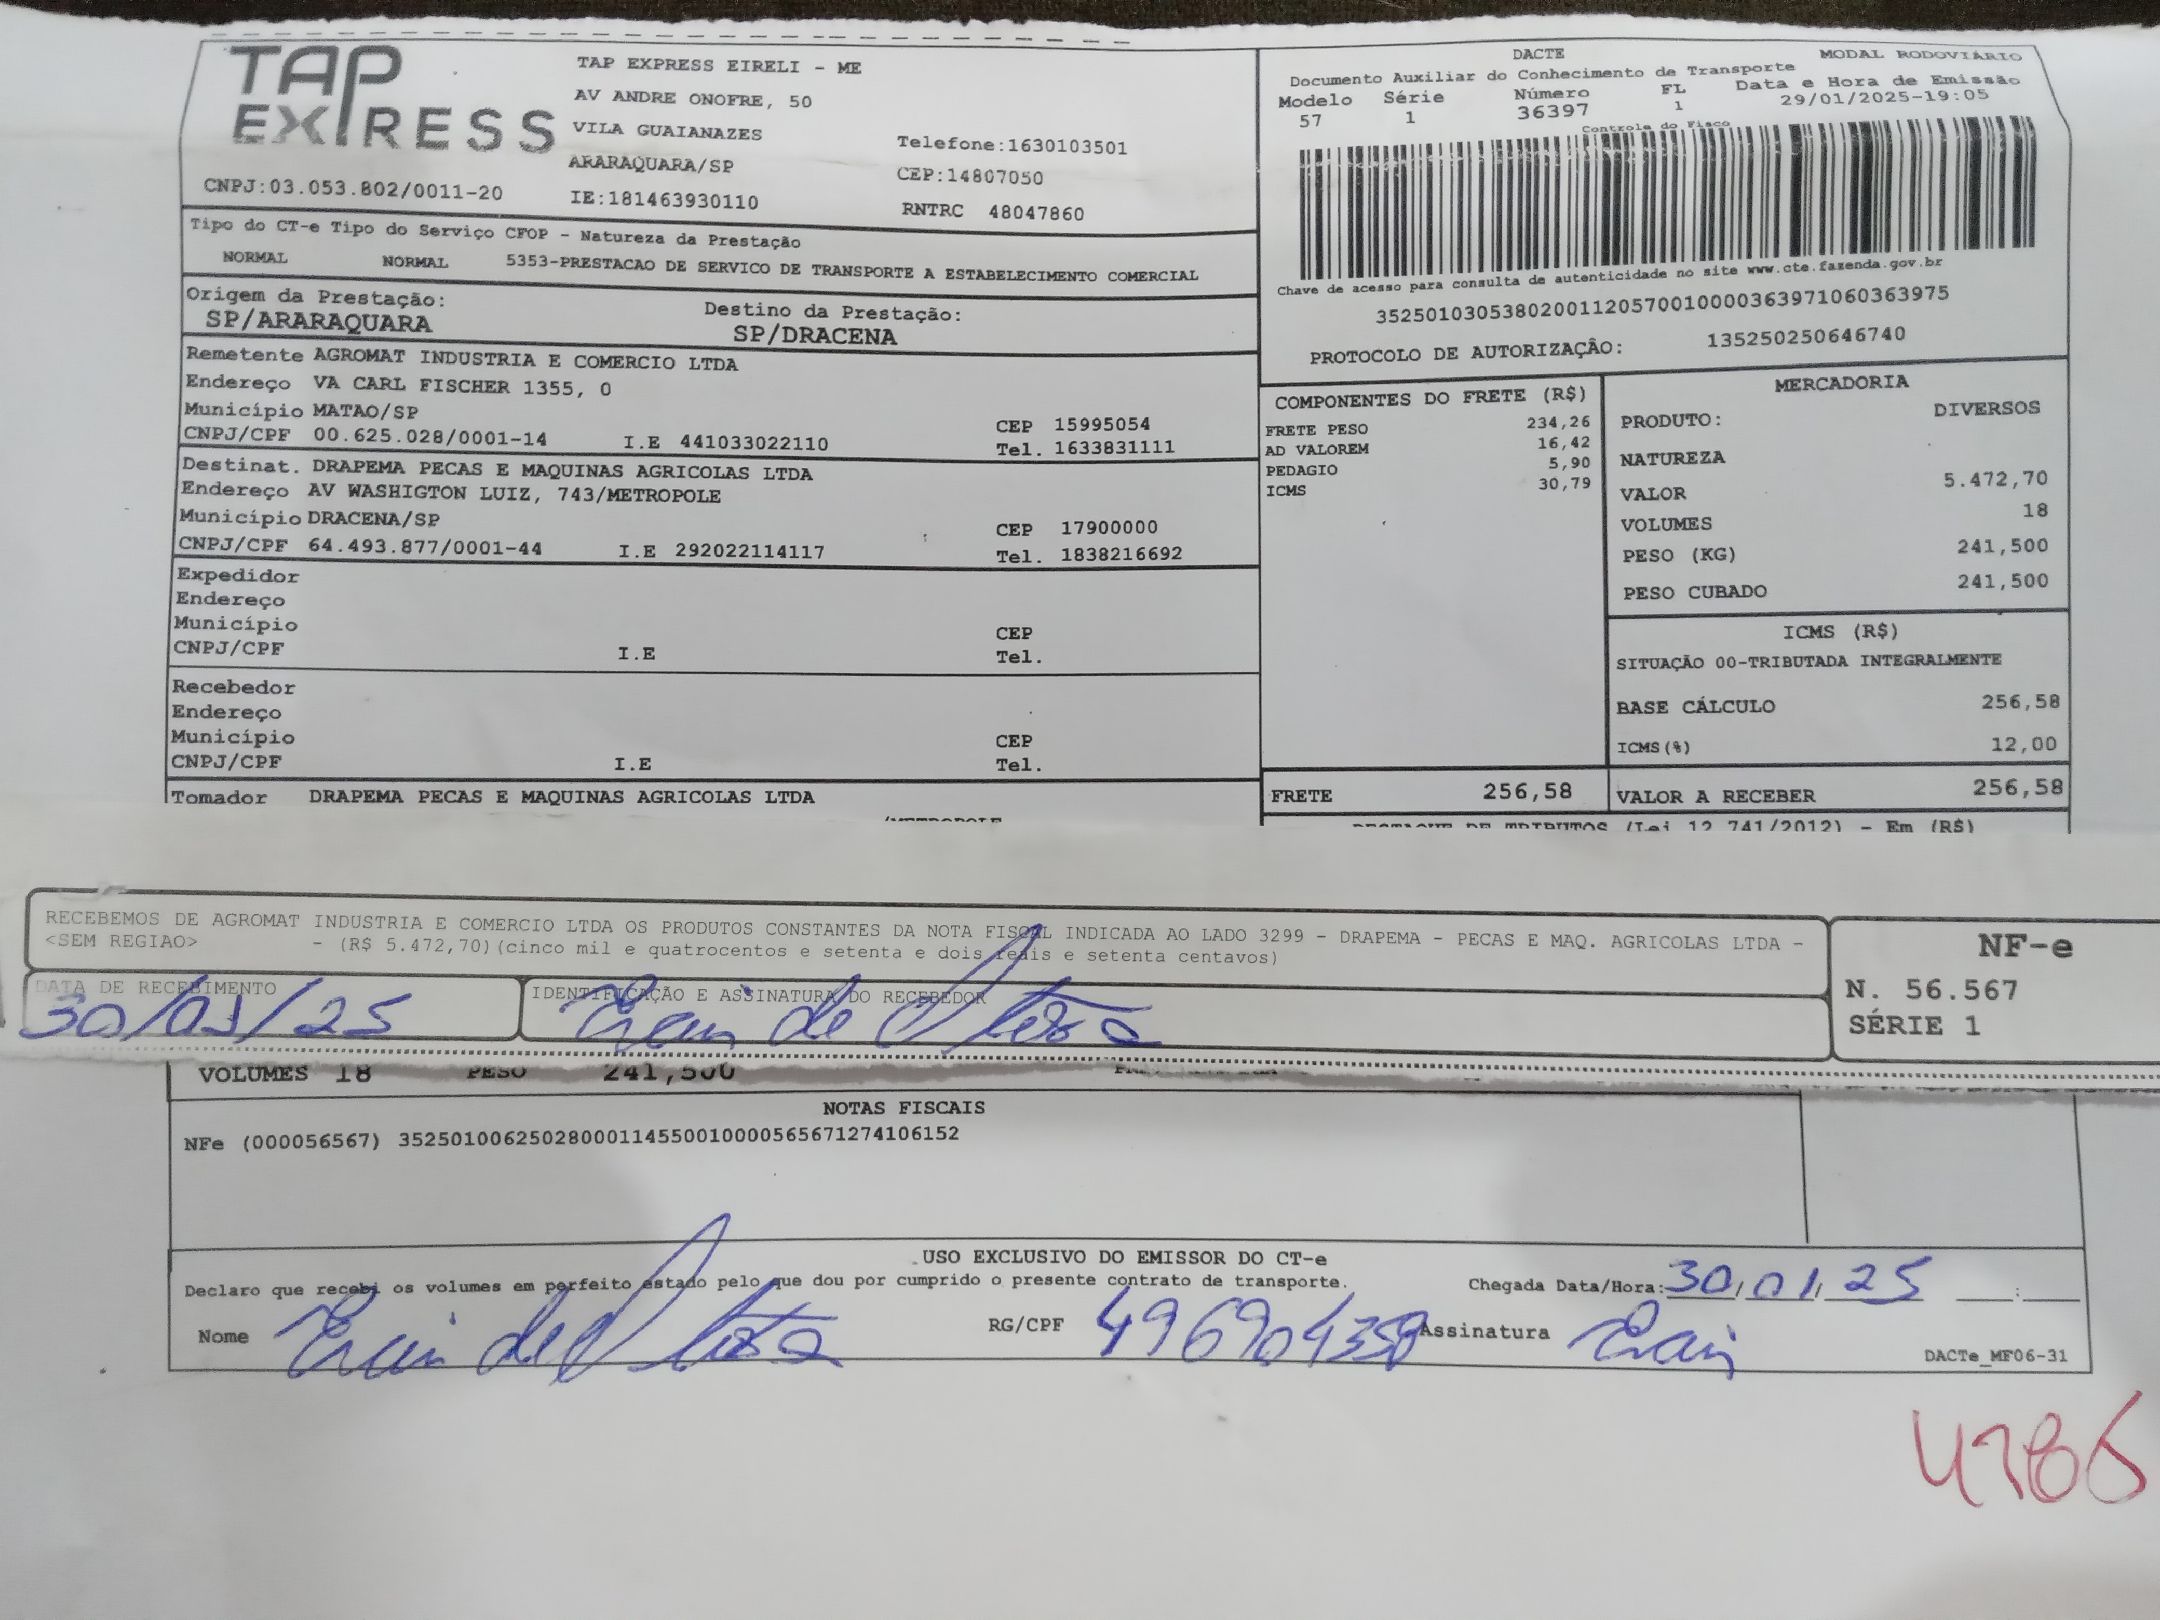 TAP
EXPRESS
TAP EXPRESS EIRELI - ME
AV ANDRE ONOFRE, 50
VILA GUAIANAZES
Telefone:1630103501
ARARAQUARA/SP
CEP:14807050
CNPJ:03.053.802/0011-20
IE:181463930110
RNTRC 48047860
DACTE
MODAL RODOVIÁRIO
Documento Auxiliar do Conhecimento de Transporte
Modelo Série Número FL Data e Hora de Emissão
57 1 36397 1 29/01/2025-19:05
Controle do Fisco
Chave de acesso para consulta de autenticidade no site www.cte.fazenda.gov.br
35250103053802001120570010000363971060363975
PROTOCOLO DE AUTORIZAÇÃO: 135250250646740
Tipo do CT-e Tipo do Serviço CFOP - Natureza da Prestação
NORMAL NORMAL 5353-PRESTACAO DE SERVICO DE TRANSPORTE A ESTABELECIMENTO COMERCIAL
Origem da Prestação: Destino da Prestação:
SP/ARARAQUARA SP/DRACENA
Remetente AGROMAT INDUSTRIA E COMERCIO LTDA
Endereço VA CARL FISCHER 1355, 0
Município MATAO/SP CEP 15995054
CNPJ/CPF 00.625.028/0001-14 I.E 441033022110 Tel. 1633831111
Destinat. DRAPEMA PECAS E MAQUINAS AGRICOLAS LTDA
Endereço AV WASHIGTON LUIZ, 743/METROPOLE
Município DRACENA/SP CEP 17900000
CNPJ/CPF 64.493.877/0001-44 I.E 292022114117 Tel. 1838216692
Expedidor
Endereço
Município CEP
CNPJ/CPF I.E Tel.
Recebedor
Endereço
Município CEP
CNPJ/CPF I.E Tel.
Tomador DRAPEMA PECAS E MAQUINAS AGRICOLAS LTDA
/METROPOLE
COMPONENTES DO FRETE (R$)
FRETE PESO 234,26
AD VALOREM 16,42
PEDAGIO 5,90
ICMS 30,79
FRETE 256,58
MERCADORIA
PRODUTO: DIVERSOS
NATUREZA
VALOR 5.472,70
VOLUMES 18
PESO (KG) 241,500
PESO CUBADO 241,500
ICMS (R$)
SITUAÇÃO 00-TRIBUTADA INTEGRALMENTE
BASE CÁLCULO 256,58
ICMS(%) 12,00
VALOR A RECEBER 256,58
DESTAQUE DE TRIBUTOS (Lei 12.741/2012) - Em (R$)
RECEBEMOS DE AGROMAT INDUSTRIA E COMERCIO LTDA OS PRODUTOS CONSTANTES DA NOTA FISCAL INDICADA AO LADO 3299 - DRAPEMA - PECAS E MAQ. AGRICOLAS LTDA -
<SEM REGIAO> - (R$ 5.472,70)(cinco mil e quatrocentos e setenta e dois reais e setenta centavos)
DATA DE RECEBIMENTO
30/01/25
IDENTIFICAÇÃO E ASSINATURA DO RECEBEDOR
NF-e
N. 56.567
SÉRIE 1
VOLUMES 18 PESO 241,500
NOTAS FISCAIS
NFe (000056567) 35250100625028000114550010000565671274106152
USO EXCLUSIVO DO EMISSOR DO CT-e
Declaro que recebi os volumes em perfeito estado pelo que dou por cumprido o presente contrato de transporte. Chegada Data/Hora: 30/01/25 :
Nome RG/CPF 496904358 Assinatura
DACTe_MF06-31
4786